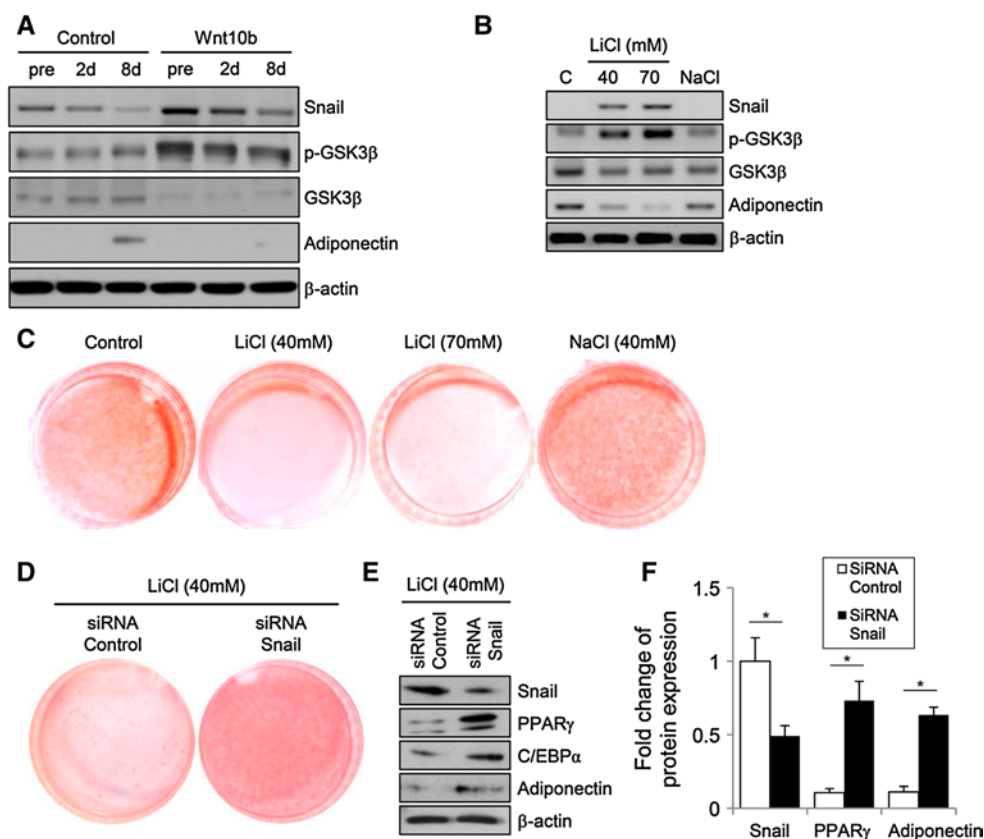 A
Control Wnt10b
pre 2d 8d pre 2d 8d
Snail
p-GSK3β
GSK3β
Adiponectin
β-actin
B
LiCl (mM)
C 40 70 NaCl
Snail
p-GSK3β
GSK3β
Adiponectin
β-actin
C
Control LiCl (40mM) LiCl (70mM) NaCl (40mM)
D
LiCl (40mM)
siRNA siRNA
Control Snail
E
LiCl (40mM)
siRNA
Control
siRNA
Snail
Snail
PPARγ
C/EBPα
Adiponectin
β-actin
F
SiRNA
Control
SiRNA
Snail
Fold change of
protein expression
1.5
1
0.5
0
* * *
Snail PPARγ Adiponectin